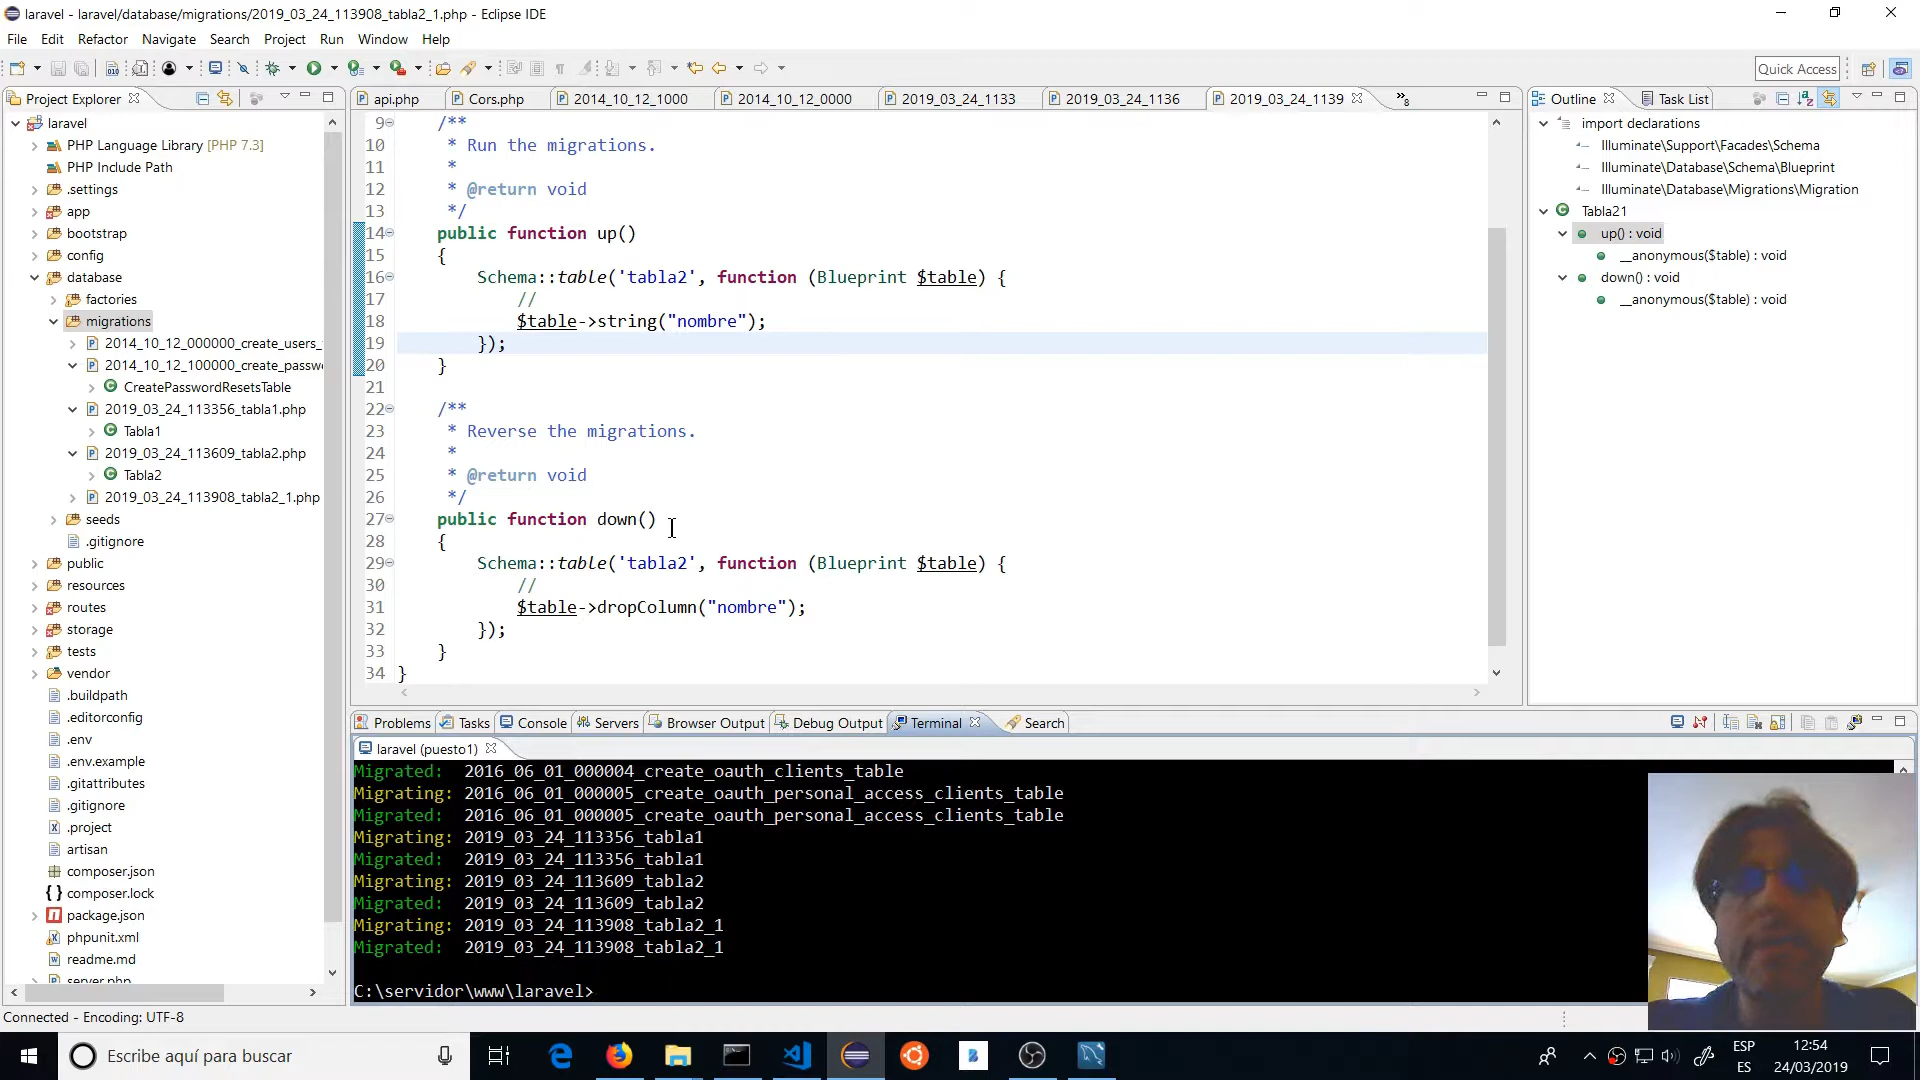 laravel - laravel/database/migrations/2019_03_24_113908_tabla2_1.php - Eclipse IDE
File Edit Refactor Navigate Search Project Run Window Help
Quick Access
Project Explorer
api.php Cors.php 2014_10_12_1000 2014_10_12_0000 2019_03_24_1133 2019_03_24_1136 2019_03_24_1139 »8
Outline Task List
laravel
PHP Language Library [PHP 7.3]
PHP Include Path
.settings
app
bootstrap
config
database
factories
migrations
2014_10_12_000000_create_users_
2014_10_12_100000_create_passw
CreatePasswordResetsTable
2019_03_24_113356_tabla1.php
Tabla1
2019_03_24_113609_tabla2.php
Tabla2
2019_03_24_113908_tabla2_1.php
seeds
.gitignore
public
resources
routes
storage
tests
vendor
.buildpath
.editorconfig
.env
.env.example
.gitattributes
.gitignore
.project
artisan
composer.json
composer.lock
package.json
phpunit.xml
readme.md
server.php
9 /**
10 * Run the migrations.
11 *
12 * @return void
13 */
14 public function up()
15 {
16 Schema::table('tabla2', function (Blueprint $table) {
17 //
18 $table->string("nombre");
19 });
20 }
21
22 /**
23 * Reverse the migrations.
24 *
25 * @return void
26 */
27 public function down()
28 {
29 Schema::table('tabla2', function (Blueprint $table) {
30 //
31 $table->dropColumn("nombre");
32 });
33 }
34 }
import declarations
Illuminate\Support\Facades\Schema
Illuminate\Database\Schema\Blueprint
Illuminate\Database\Migrations\Migration
Tabla21
up() : void
__anonymous($table) : void
down() : void
__anonymous($table) : void
Problems Tasks Console Servers Browser Output Debug Output Terminal Search
laravel (puesto1)
Migrated: 2016_06_01_000004_create_oauth_clients_table
Migrating: 2016_06_01_000005_create_oauth_personal_access_clients_table
Migrated: 2016_06_01_000005_create_oauth_personal_access_clients_table
Migrating: 2019_03_24_113356_tabla1
Migrated: 2019_03_24_113356_tabla1
Migrating: 2019_03_24_113609_tabla2
Migrated: 2019_03_24_113609_tabla2
Migrating: 2019_03_24_113908_tabla2_1
Migrated: 2019_03_24_113908_tabla2_1
C:\servidor\www\laravel>
Connected - Encoding: UTF-8
Escribe aquí para buscar
ESP
ES
12:54
24/03/2019